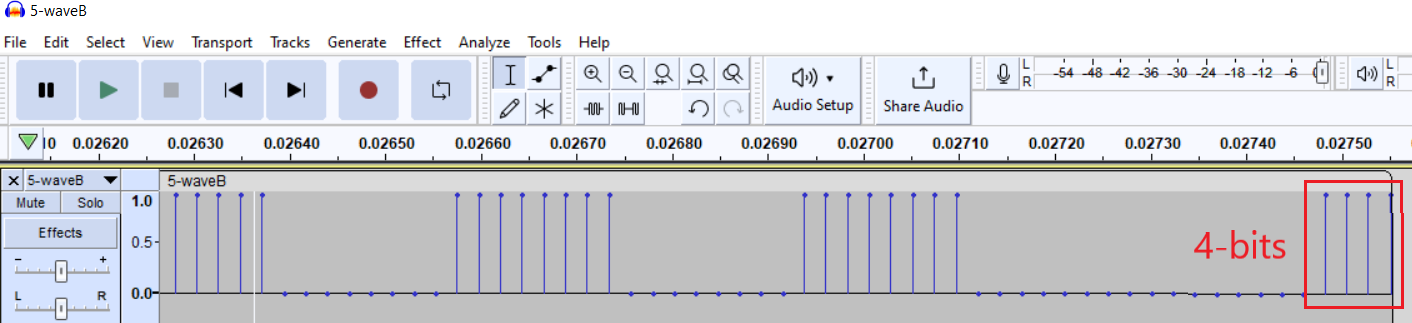 5-waveB
File Edit Select View Transport Tracks Generate Effect Analyze Tools Help
L
R
-54 -48 -42 -36 -30 -24 -18 -12 -6
L
R
Audio Setup
Share Audio
10 0.02620 0.02630 0.02640 0.02650 0.02660 0.02670 0.02680 0.02690 0.02700 0.02710 0.02720 0.02730 0.02740 0.02750
5-waveB
5-waveB
Mute Solo
1.0
Effects
0.5-
- +
L R
0.0-
4-bits